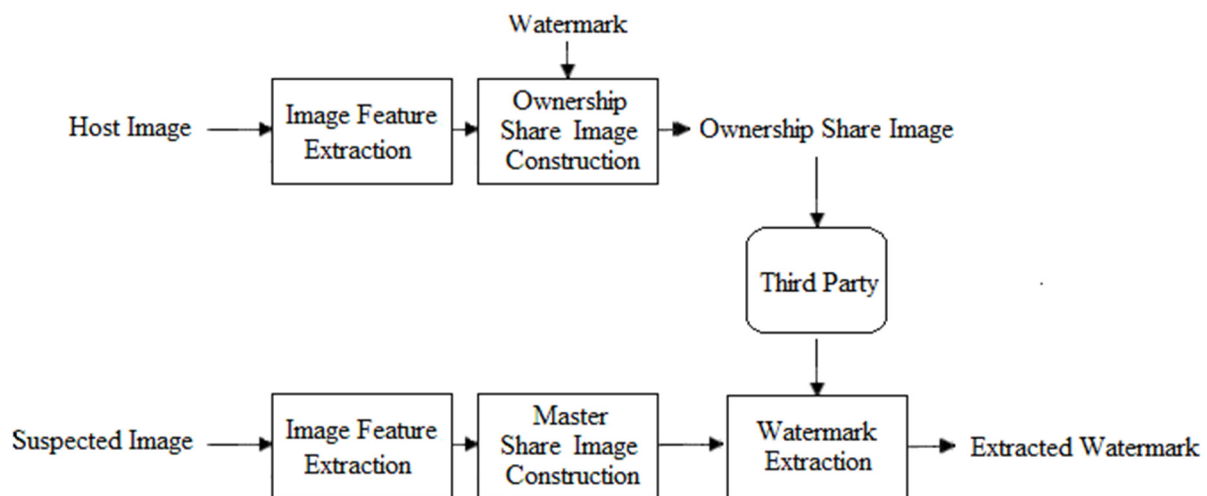 Watermark
Host Image
Image Feature
Extraction
Ownership
Share Image
Construction
Ownership Share Image
Third Party
Suspected Image
Image Feature
Extraction
Master
Share Image
Construction
Watermark
Extraction
Extracted Watermark